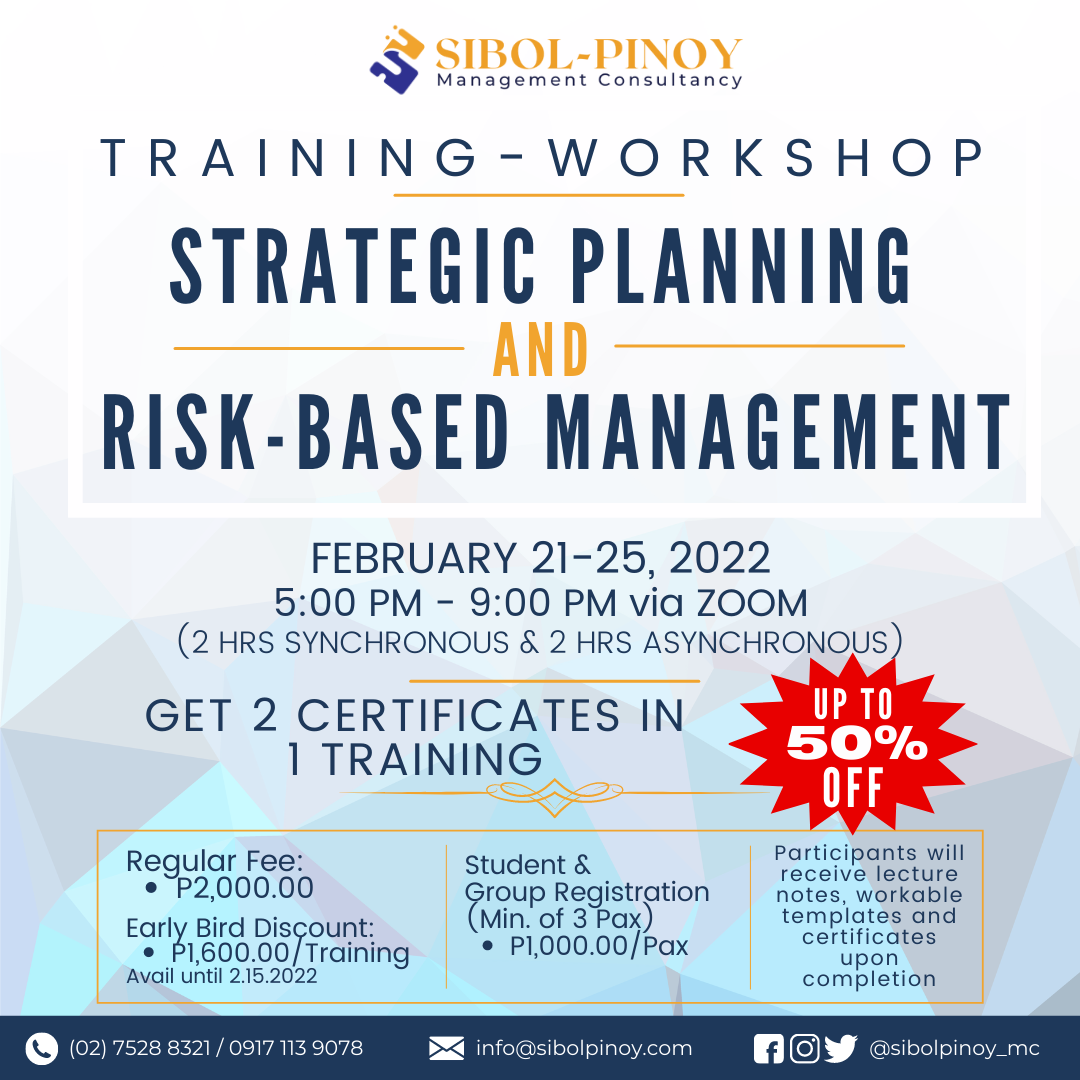 SIBOL-PINOY
Management Consultancy
TRAINING-WORKSHOP
STRATEGIC PLANNING
AND
RISK-BASED MANAGEMENT
FEBRUARY 21-25, 2022
5:00 PM - 9:00 PM via ZOOM
(2 HRS SYNCHRONOUS & 2 HRS ASYNCHRONOUS)
GET 2 CERTIFICATES IN
1 TRAINING
UP TO
50%
OFF
Regular Fee:
• P2,000.00
Early Bird Discount:
• P1,600.00/Training
Avail until 2.15.2022
Student &
Group Registration
(Min. of 3 Pax)
• P1,000.00/Pax
Participants will
receive lecture
notes, workable
templates and
certificates
upon
completion
(02) 7528 8321 / 0917 113 9078
info@sibolpinoy.com
@sibolpinoy_mc